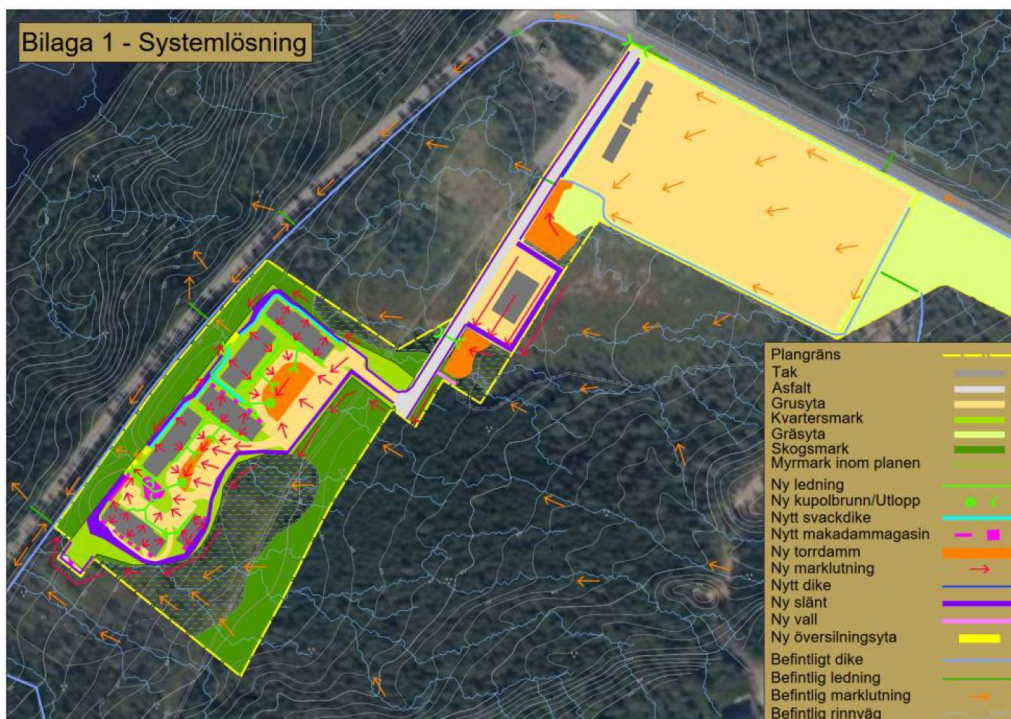 Bilaga 1 - Systemlösning
Plangräns
Tak
Asfalt
Grusyta
Kvartersmark
Gräsyta
Skogsmark
Myrmark inom planen
Ny ledning
Ny kupolbrunn/Utlopp
Nytt svackdike
Nytt makadammagasin
Ny torrdamm
Ny marklutning
Nytt dike
Ny slänt
Ny vall
Ny översilningsyta
Befintligt dike
Befintlig ledning
Befintlig marklutning
Befintlig rinnväg